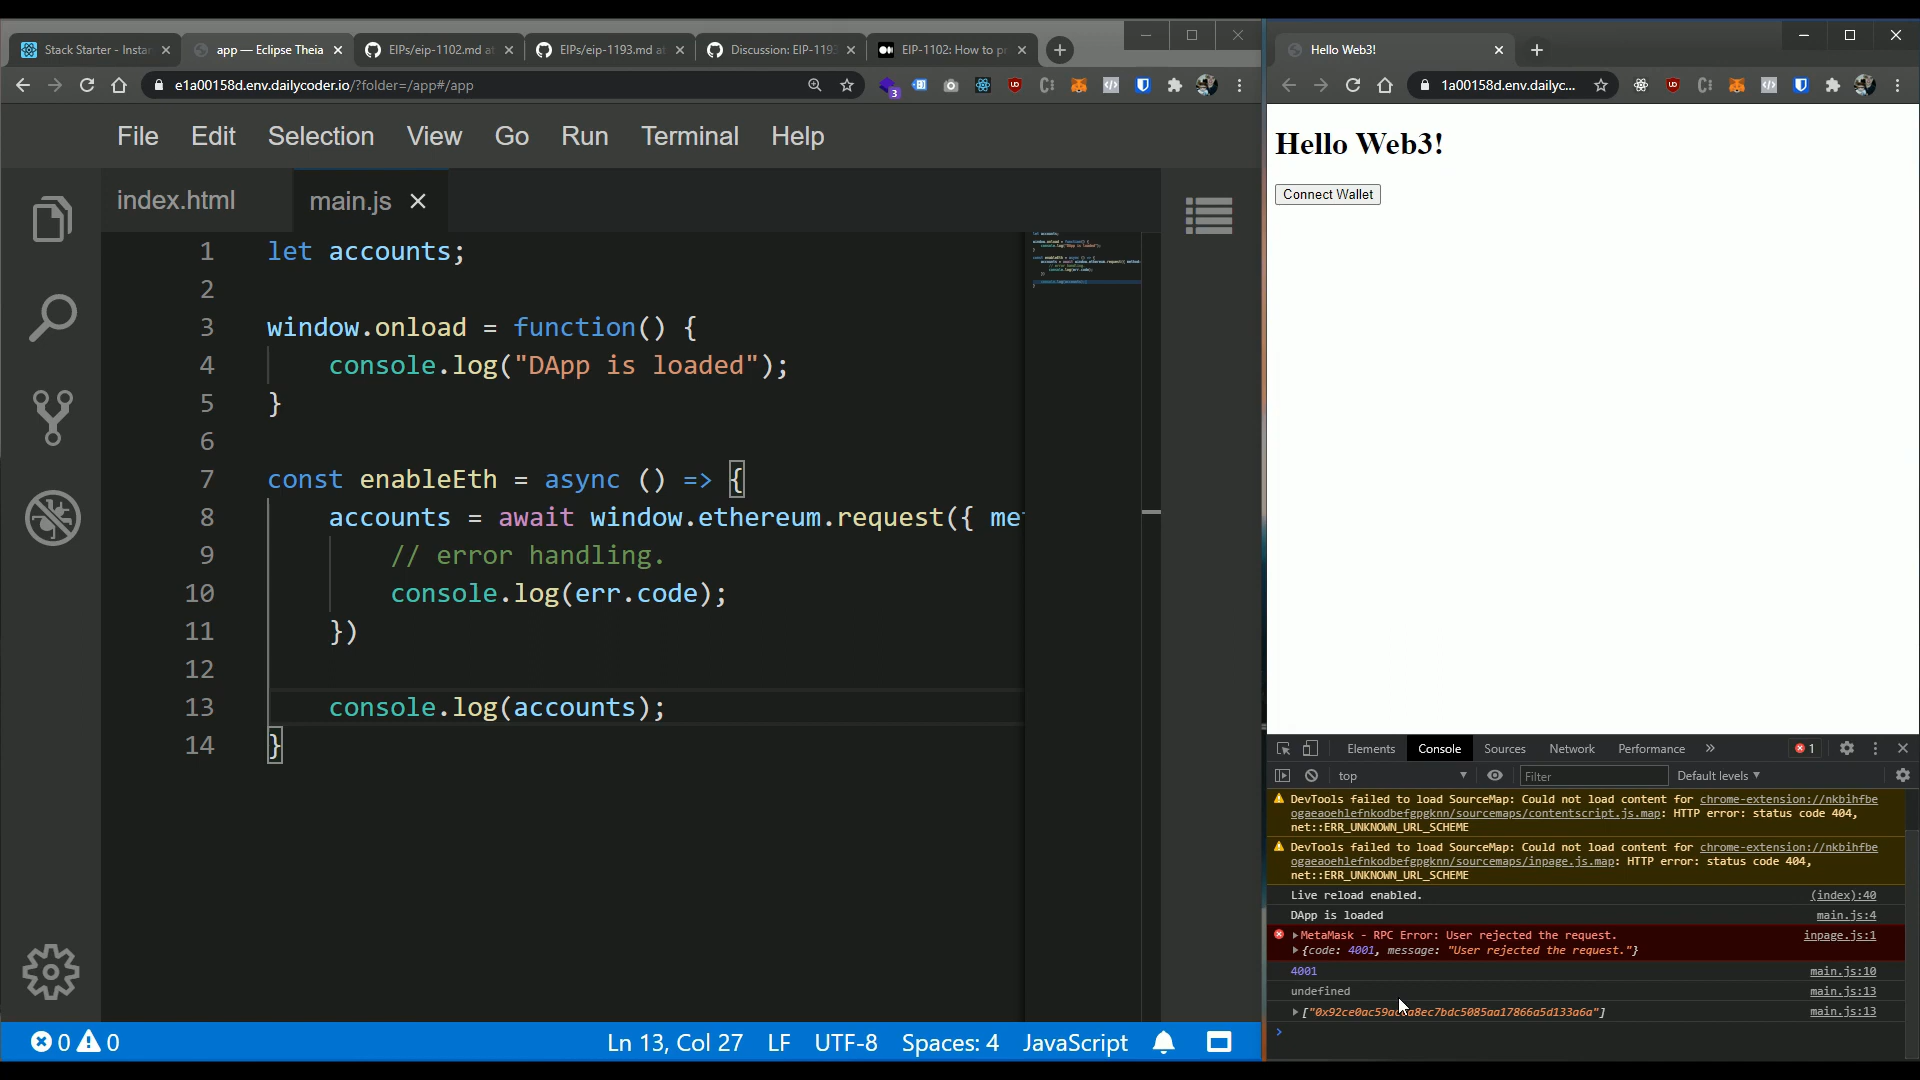 Stack Starter - Instan
app — Eclipse Theia
EIPs/eip-1102.md at
EIPs/eip-1193.md at
Discussion: EIP-1193
EIP-1102: How to pr
e1a00158d.env.dailycoder.io/?folder=/app#/app
3
File Edit Selection View Go Run Terminal Help
index.html
main.js
1 let accounts;
2
3 window.onload = function() {
4 console.log("DApp is loaded");
5 }
6
7 const enableEth = async () => {
8 accounts = await window.ethereum.request({ met
9 // error handling.
10 console.log(err.code);
11 })
12
13 console.log(accounts);
14 }
0 0
Ln 13, Col 27 LF UTF-8 Spaces: 4 JavaScript
Hello Web3!
1a00158d.env.dailyc...
Hello Web3!
Connect Wallet
Elements Console Sources Network Performance » 1
top Filter Default levels
DevTools failed to load SourceMap: Could not load content for chrome-extension://nkbihfbe
ogaeaoehlefnkodbefgpgknn/sourcemaps/contentscript.js.map: HTTP error: status code 404,
net::ERR_UNKNOWN_URL_SCHEME
DevTools failed to load SourceMap: Could not load content for chrome-extension://nkbihfbe
ogaeaoehlefnkodbefgpgknn/sourcemaps/inpage.js.map: HTTP error: status code 404,
net::ERR_UNKNOWN_URL_SCHEME
Live reload enabled. (index):40
DApp is loaded main.js:4
MetaMask - RPC Error: User rejected the request. inpage.js:1
{code: 4001, message: "User rejected the request."}
4001 main.js:10
undefined main.js:13
main.js:13